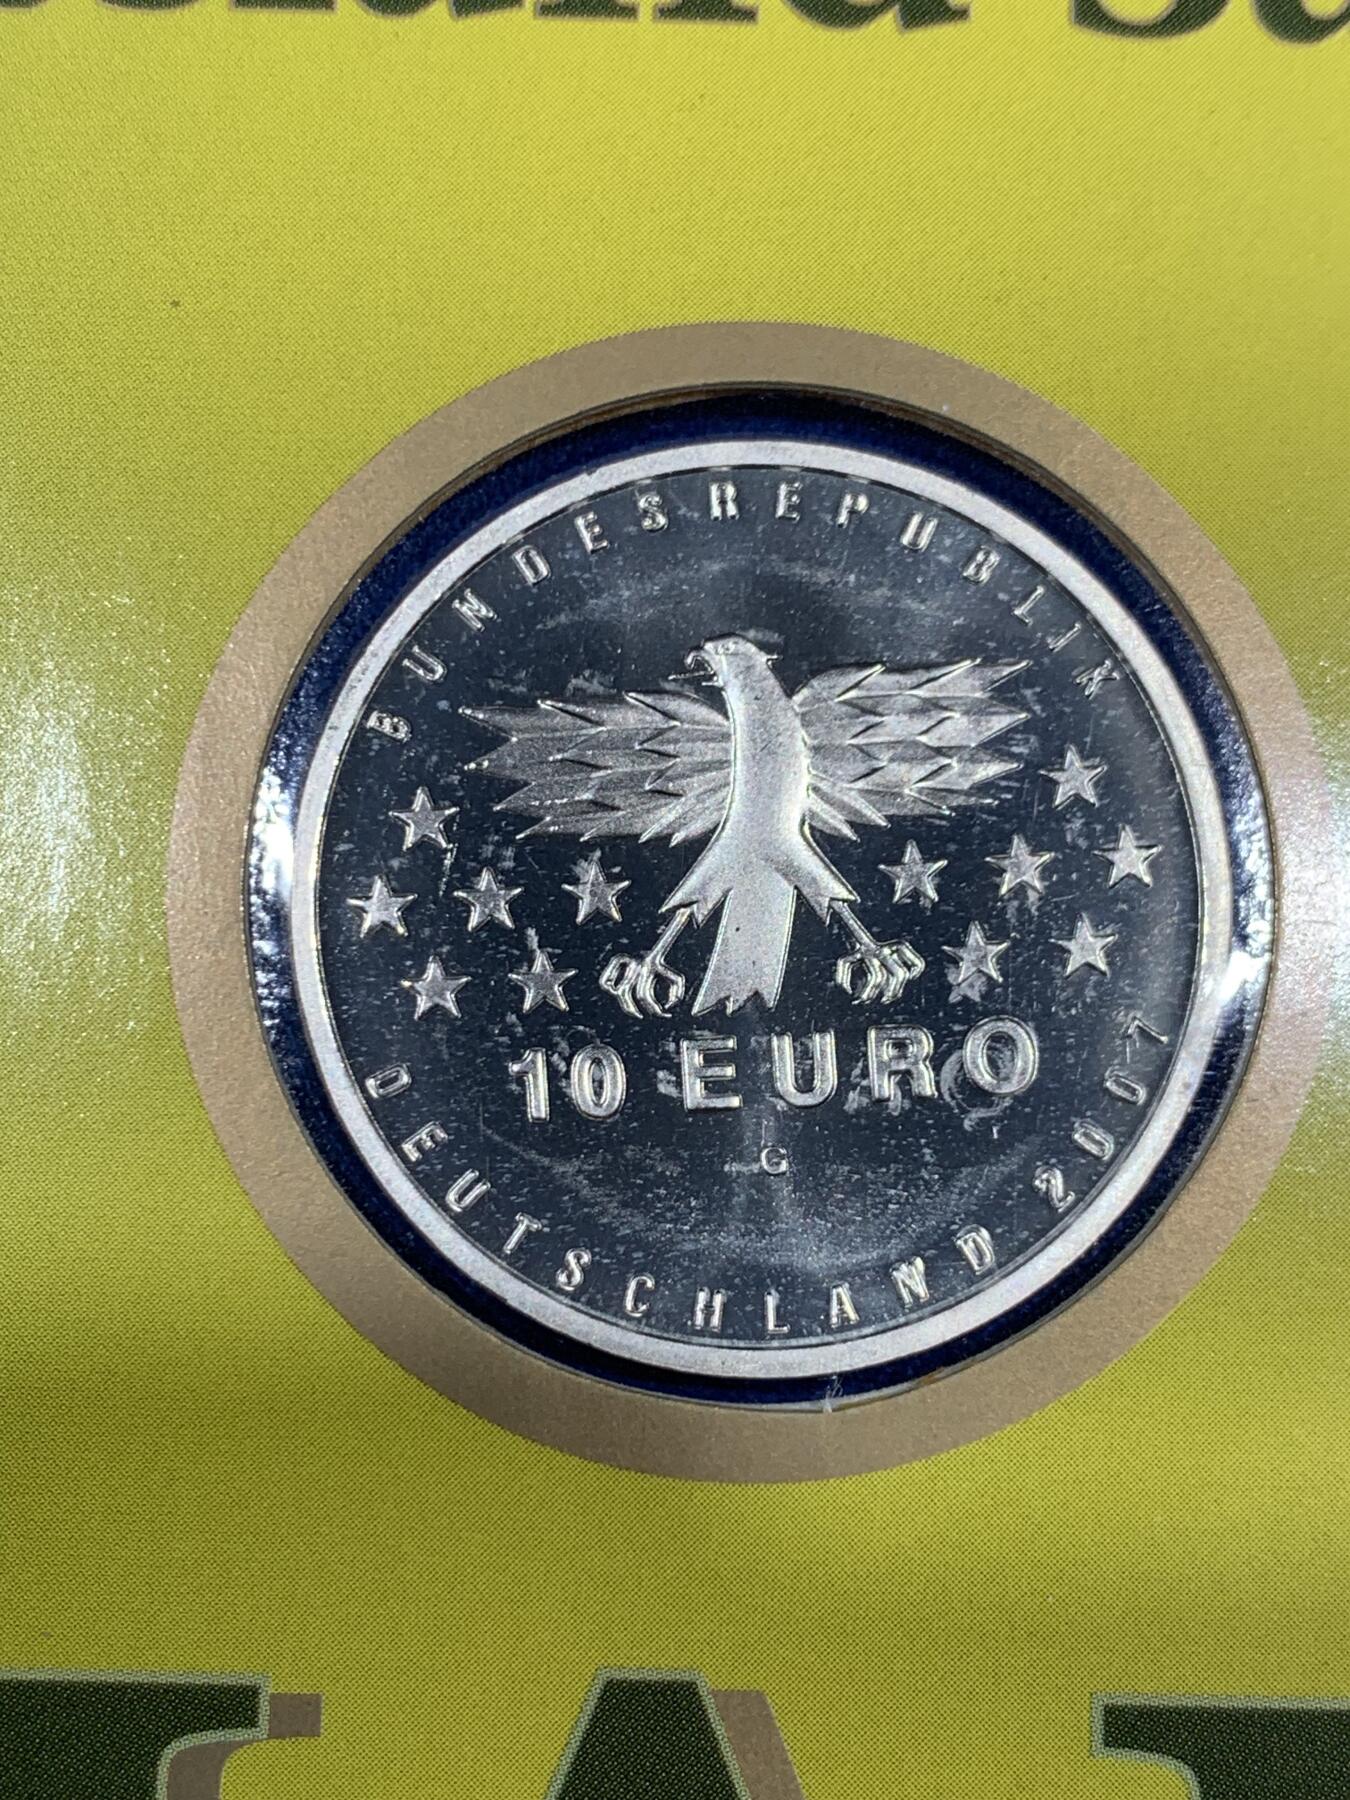 BUNDESREPUBLIK
10 EURO
G
DEUTSCHLAND 2007